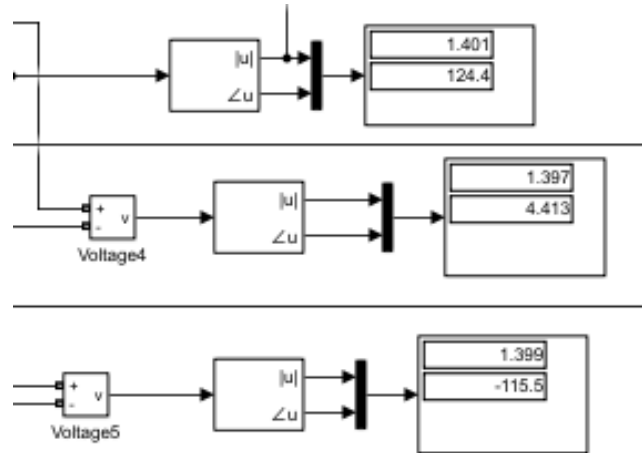 |u|
∠u
1.401
124.4
+
-
v
Voltage4
|u|
∠u
1.397
4.413
+
-
v
Voltage5
|u|
∠u
1.399
-115.5